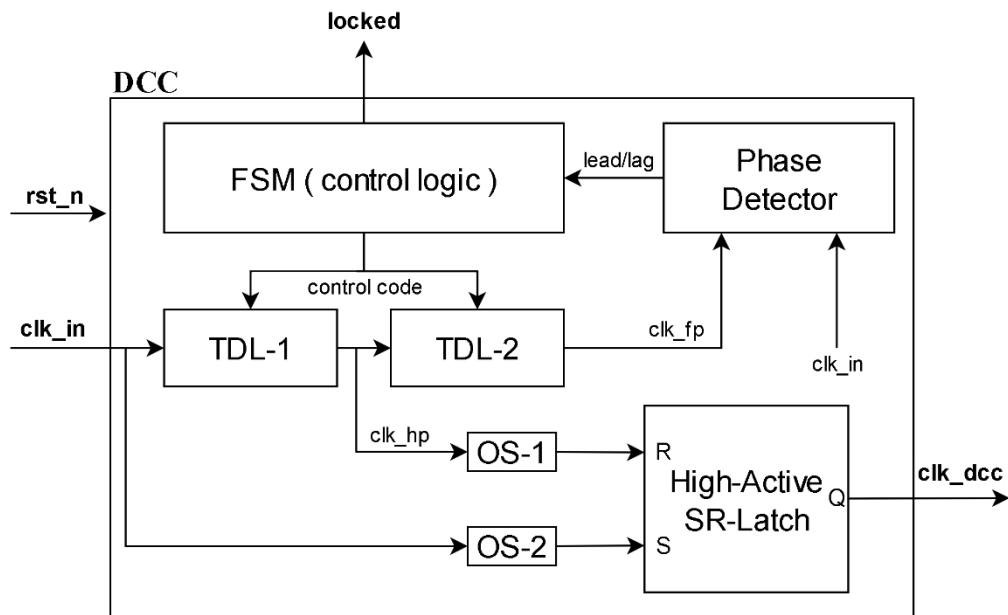 locked
DCC
FSM ( control logic )
lead/lag
Phase
Detector
rst_n
control code
clk_in
TDL-1
TDL-2
clk_fp
clk_in
clk_hp
OS-1
R
High-Active
SR-Latch
Q
clk_dcc
OS-2
S